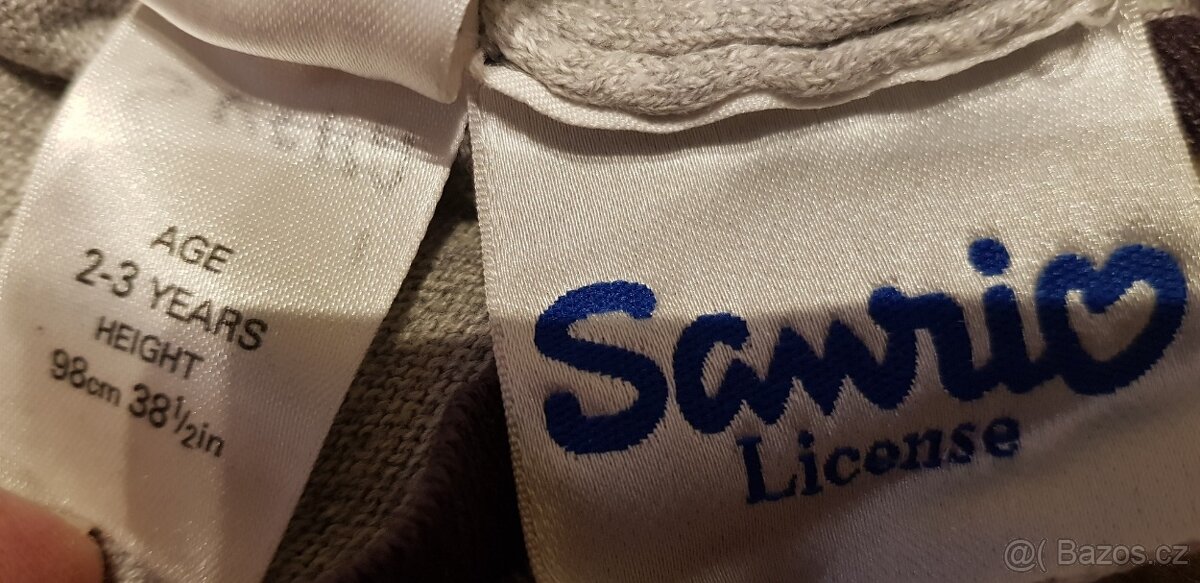 AGE
2-3 YEARS
HEIGHT
98cm 38½in
Sanrio
License
@( Bazos.cz